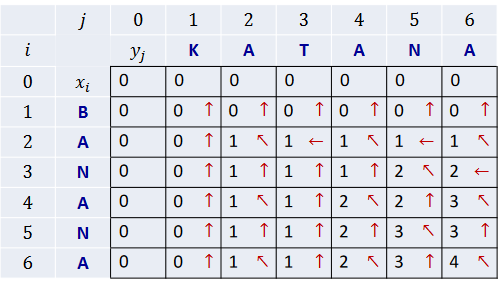 j 0 1 2 3 4 5 6
i yj K A T A N A
0 xi 0 0 0 0 0 0 0
1 B 0 0 ↑ 0 ↑ 0 ↑ 0 ↑ 0 ↑ 0 ↑
2 A 0 0 ↑ 1 ↖ 1 ← 1 ↖ 1 ← 1 ↖
3 N 0 0 ↑ 1 ↑ 1 ↑ 1 ↑ 2 ↖ 2 ←
4 A 0 0 ↑ 1 ↖ 1 ↑ 2 ↖ 2 ↑ 3 ↖
5 N 0 0 ↑ 1 ↑ 1 ↑ 2 ↑ 3 ↖ 3 ↑
6 A 0 0 ↑ 1 ↖ 1 ↑ 2 ↖ 3 ↑ 4 ↖